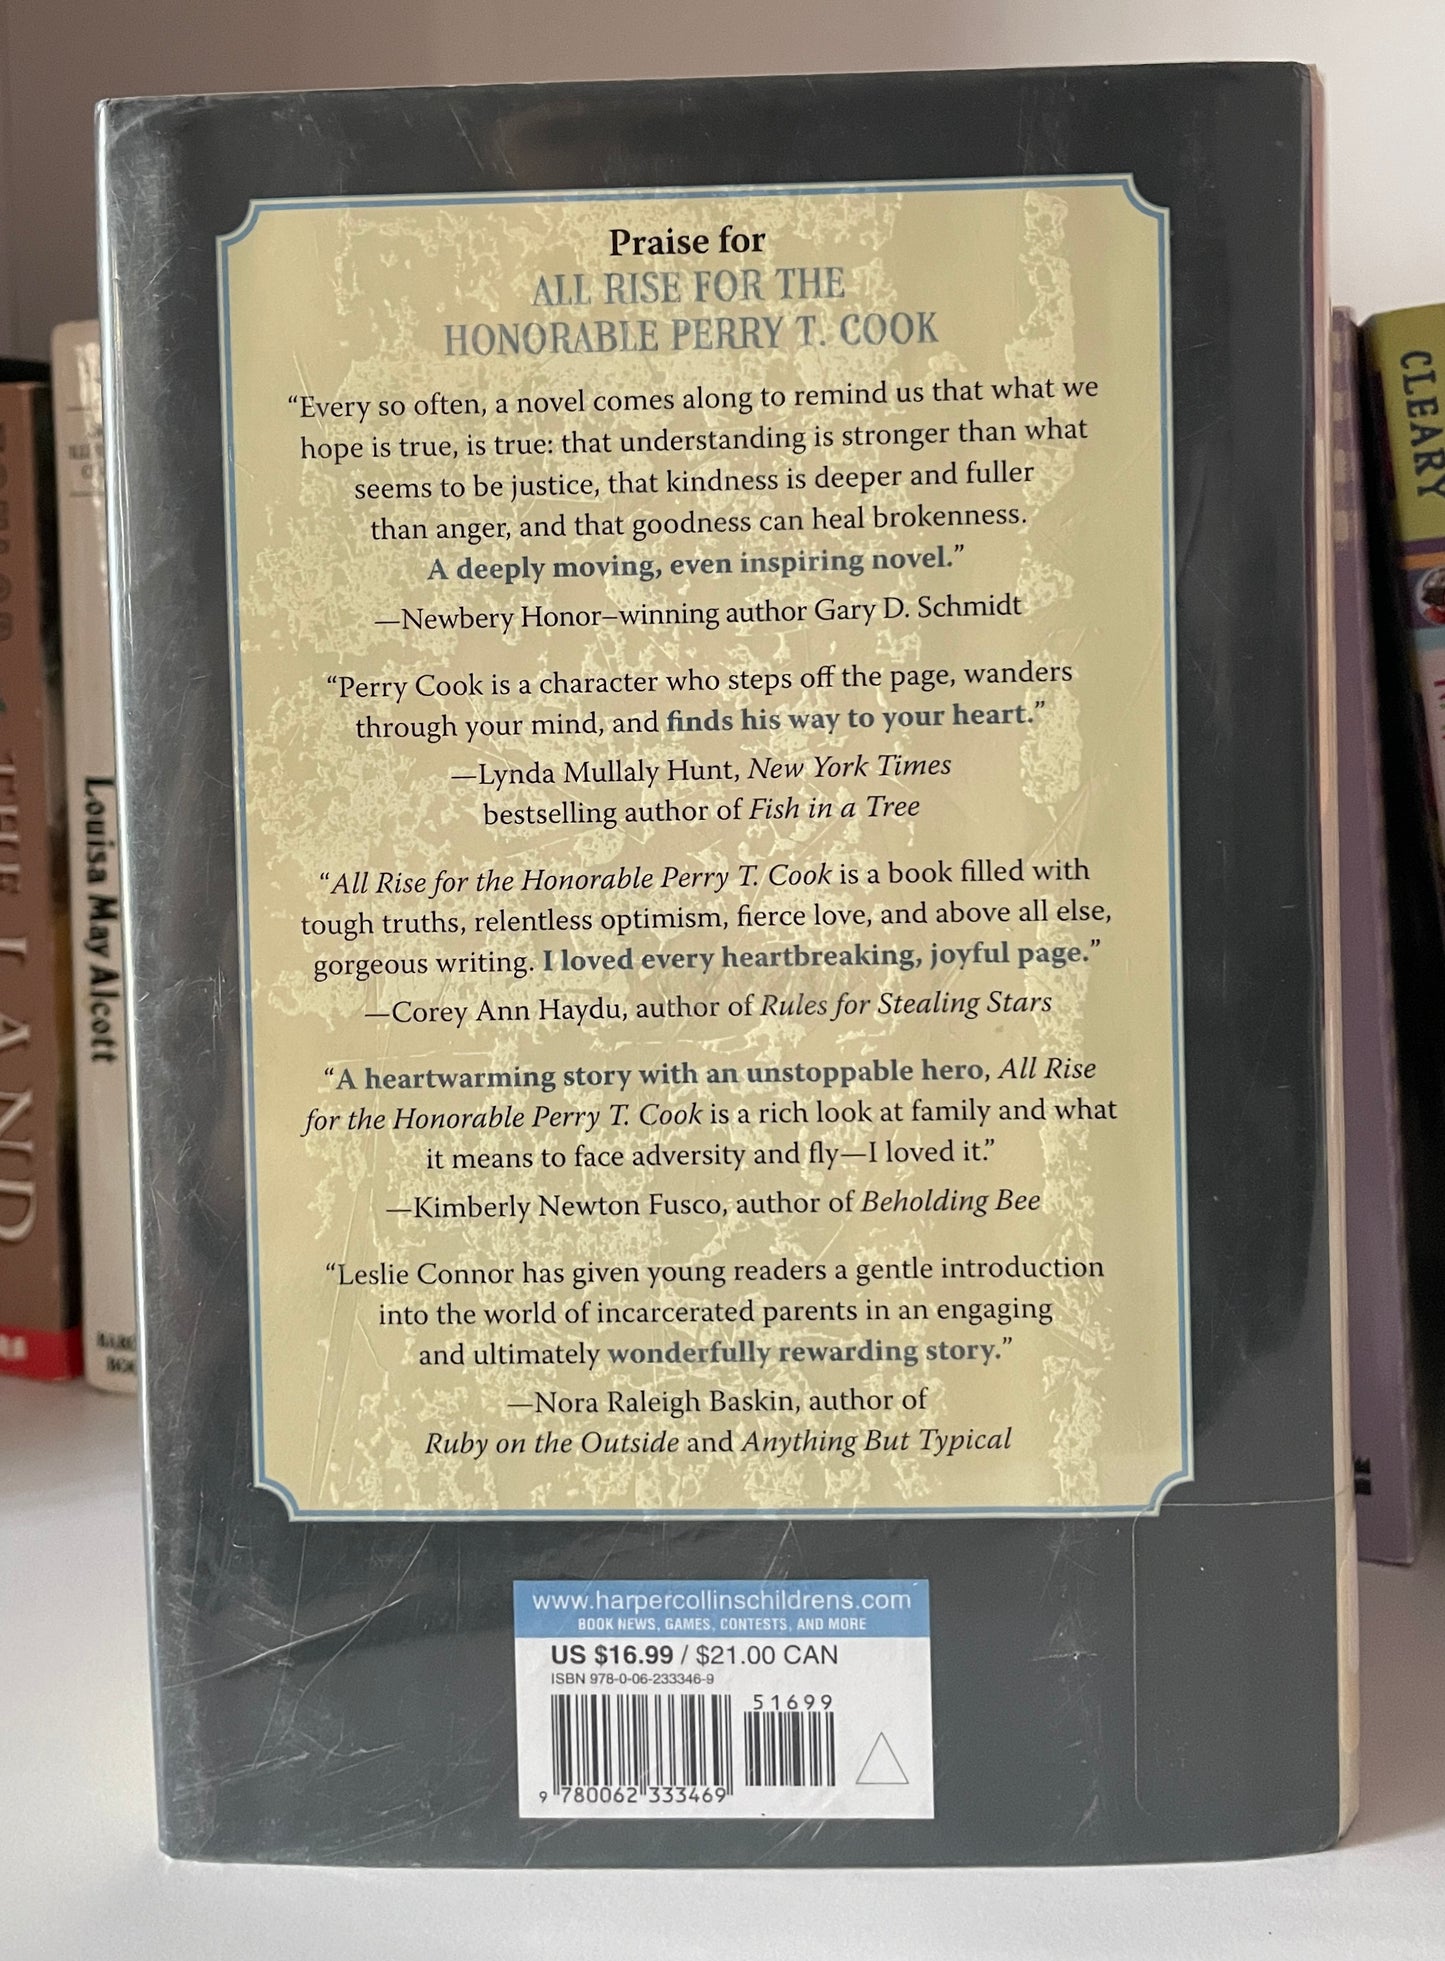 Praise for
ALL RISE FOR THE
HONORABLE PERRY T. COOK
“Every so often, a novel comes along to remind us that what we
hope is true, is true: that understanding is stronger than what
seems to be justice, that kindness is deeper and fuller
than anger, and that goodness can heal brokenness.
A deeply moving, even inspiring novel.”
—Newbery Honor–winning author Gary D. Schmidt
“Perry Cook is a character who steps off the page, wanders
through your mind, and finds his way to your heart.”
—Lynda Mullaly Hunt, New York Times
bestselling author of Fish in a Tree
“All Rise for the Honorable Perry T. Cook is a book filled with
tough truths, relentless optimism, fierce love, and above all else,
gorgeous writing. I loved every heartbreaking, joyful page.”
—Corey Ann Haydu, author of Rules for Stealing Stars
“A heartwarming story with an unstoppable hero, All Rise
for the Honorable Perry T. Cook is a rich look at family and what
it means to face adversity and fly—I loved it.”
—Kimberly Newton Fusco, author of Beholding Bee
“Leslie Connor has given young readers a gentle introduction
into the world of incarcerated parents in an engaging
and ultimately wonderfully rewarding story.”
—Nora Raleigh Baskin, author of
Ruby on the Outside and Anything But Typical
www.harpercollinschildrens.com
BOOK NEWS, GAMES, CONTESTS, AND MORE
US $16.99 / $21.00 CAN
ISBN 978-0-06-233346-9
51699
9 780062 333469
THE LAND
Louisa May Alcott
CLEARY